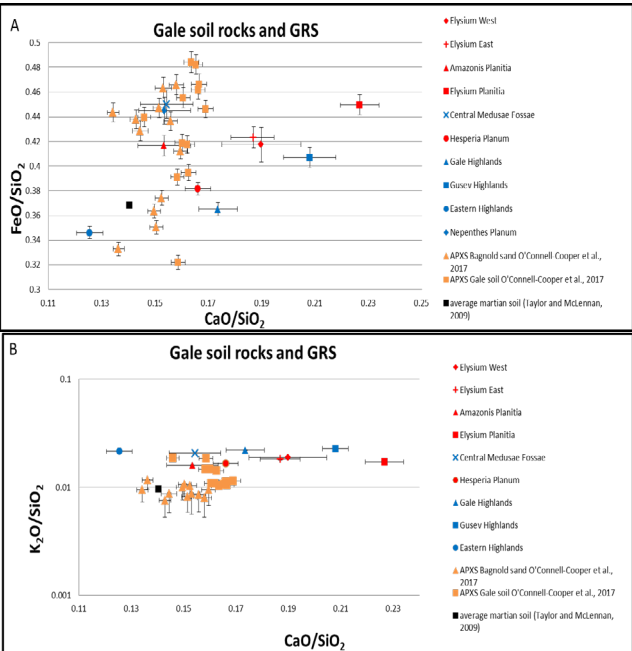 A
Gale soil rocks and GRS
FeO/SiO2
0.5
0.48
0.46
0.44
0.42
0.4
0.38
0.36
0.34
0.32
0.3
0.11
0.13
0.15
0.17
0.19
0.21
0.23
0.25
CaO/SiO2
Elysium West
Elysium East
Amazonis Planitia
Elysium Planitia
Central Medusae Fossae
Hesperia Planum
Gale Highlands
Gusev Highlands
Eastern Highlands
Nepenthes Planum
APXS Bagnold sand O'Connell-Cooper et al.,
2017
APXS Gale soil O'Connell-Cooper et al., 2017
average martian soil (Taylor and McLennan,
2009)
B
Gale soil rocks and GRS
K2O/SiO2
0.1
0.01
0.001
0.11
0.13
0.15
0.17
0.19
0.21
0.23
CaO/SiO2
Elysium West
Elysium East
Amazonis Planitia
Elysium Planitia
Central Medusae Fossae
Hesperia Planum
Gale Highlands
Gusev Highlands
Eastern Highlands
APXS Bagnold sand O'Connell-Cooper et al.,
2017
APXS Gale soil O'Connell-Cooper et al., 2017
average martian soil (Taylor and McLennan,
2009)